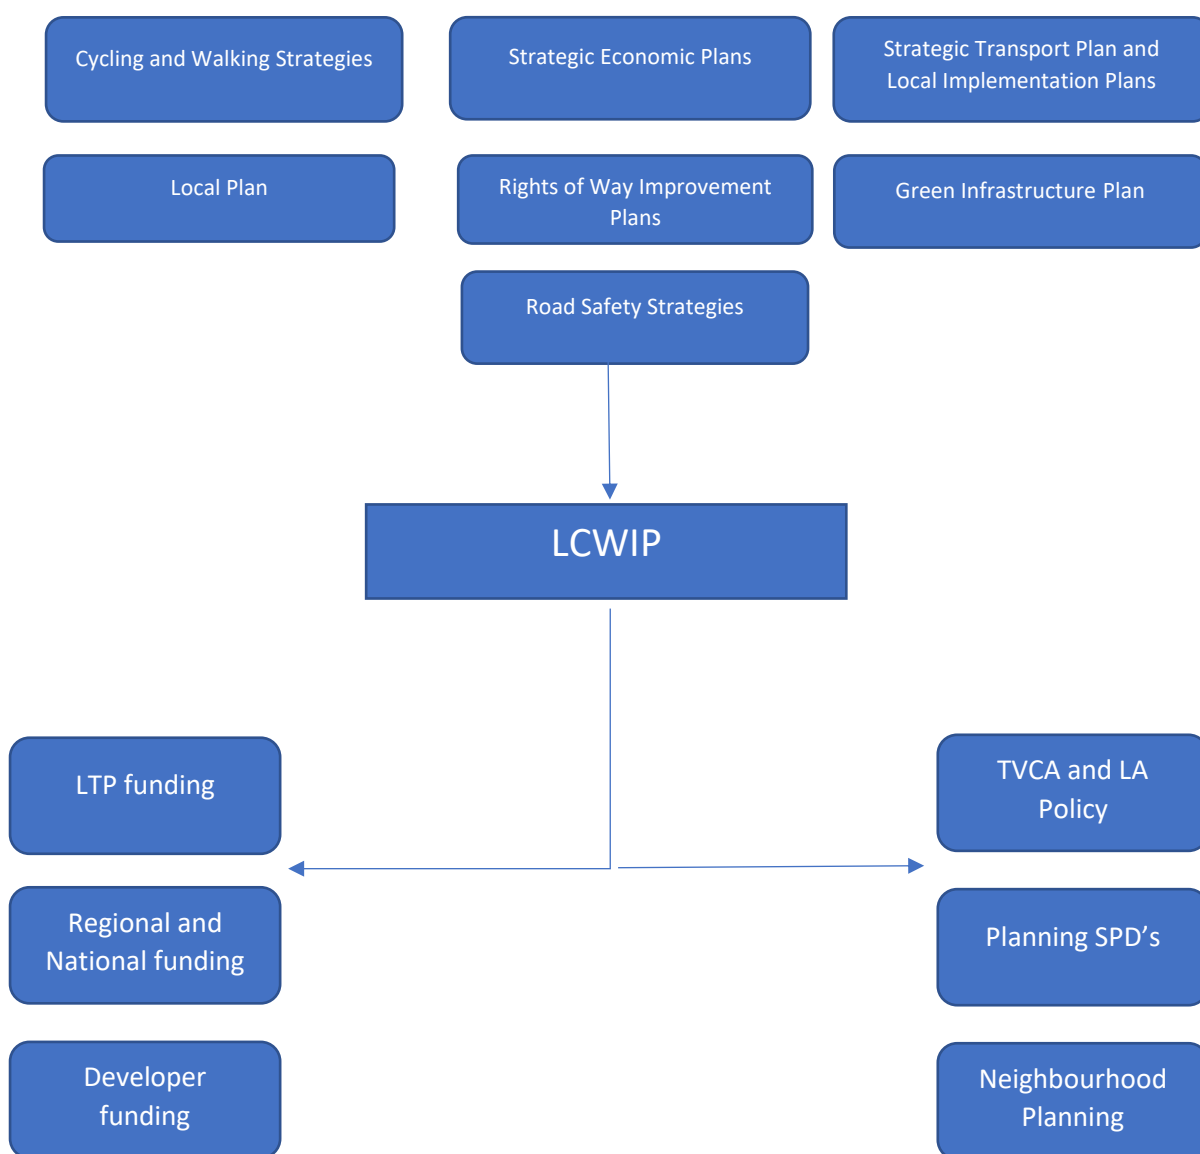 Cycling and Walking Strategies
Strategic Economic Plans
Strategic Transport Plan and
Local Implementation Plans
Local Plan
Rights of Way Improvement
Plans
Green Infrastructure Plan
Road Safety Strategies
LCWIP
LTP funding
TVCA and LA
Policy
Regional and
National funding
Planning SPD’s
Developer
funding
Neighbourhood
Planning